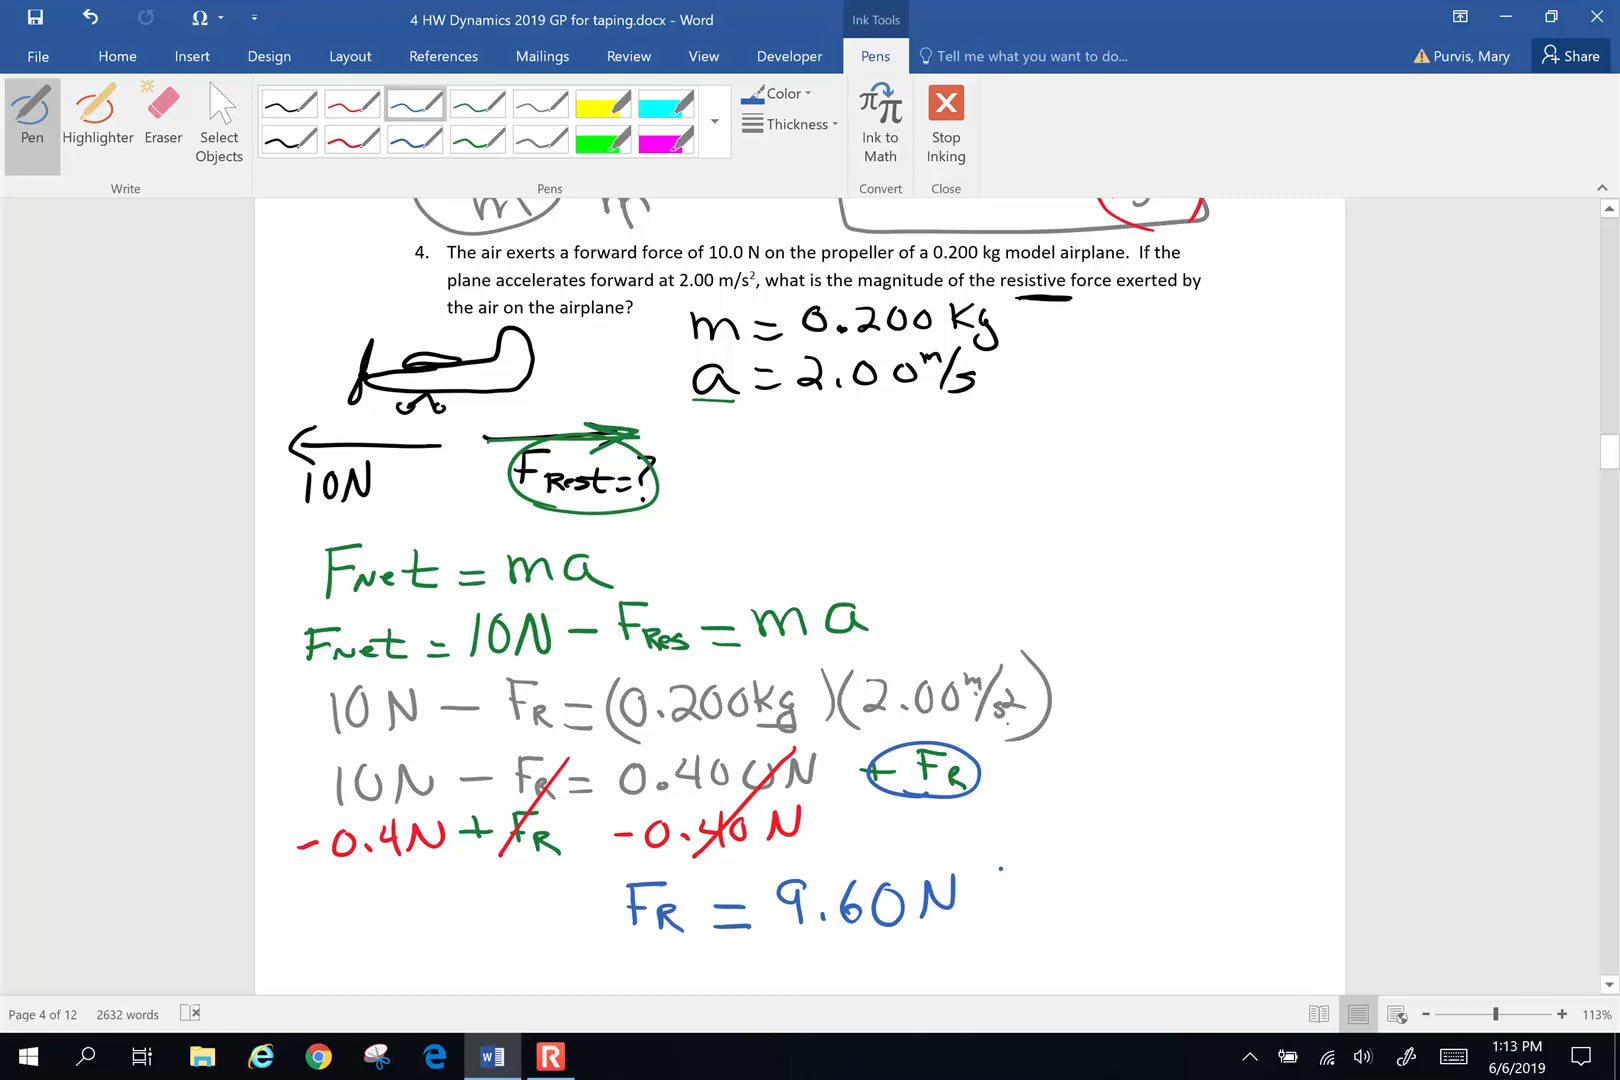 4 HW Dynamics 2019 GP for taping.docx - Word
Ink Tools
File
Home
Insert
Design
Layout
References
Mailings
Review
View
Developer
Pens
Tell me what you want to do...
Purvis, Mary
Share
Pen
Highlighter
Eraser
Select Objects
Color
Thickness
Ink to Math
Stop Inking
Write
Pens
Convert
Close
4. The air exerts a forward force of 10.0 N on the propeller of a 0.200 kg model airplane. If the
plane accelerates forward at 2.00 m/s², what is the magnitude of the resistive force exerted by
the air on the airplane?
m = 0.200 kg
a = 2.00 m/s
10N
FRest = ?
FNet = ma
FNet = 10N - FRes = ma
10N - FR = (0.200kg)(2.00 m/s²)
10N - FR = 0.400N + FR
-0.4N + FR -0.40 N
FR = 9.60N
Page 4 of 12
2632 words
113%
1:13 PM
6/6/2019